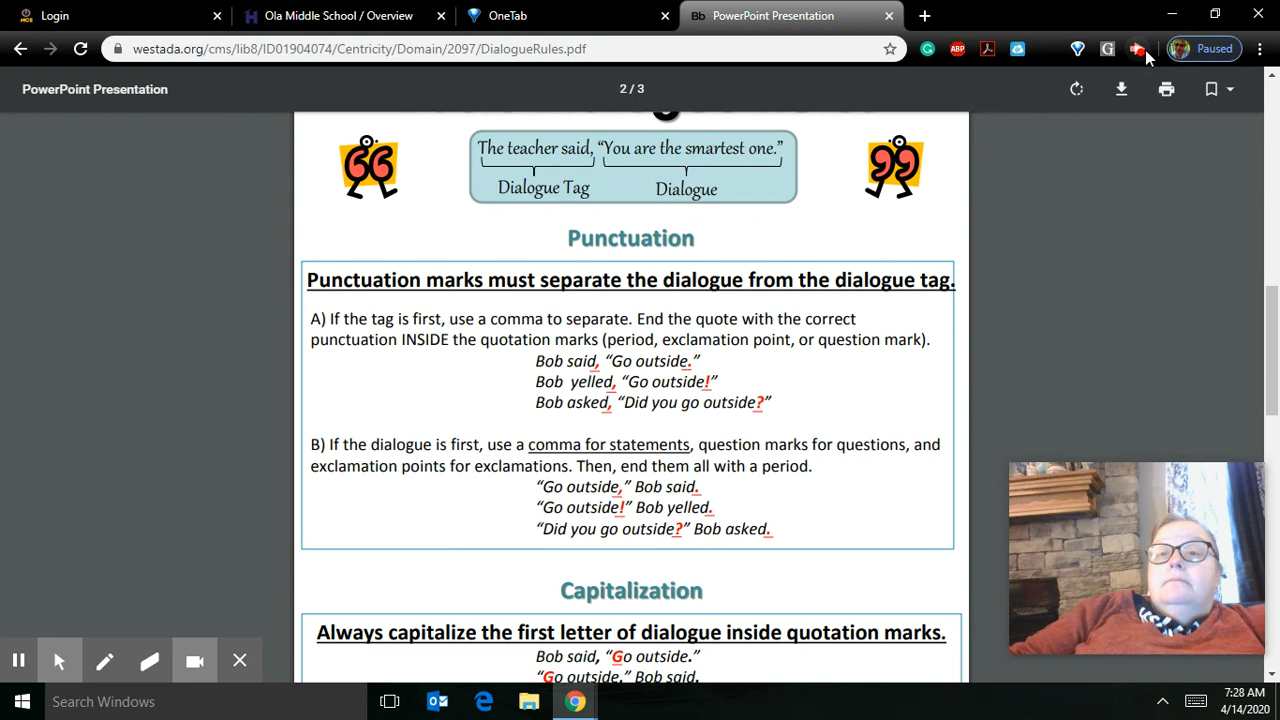 Login
Ola Middle School / Overview
OneTab
Bb PowerPoint Presentation
westada.org/cms/lib8/ID01904074/Centricity/Domain/2097/DialogueRules.pdf
ABP
G
Paused
PowerPoint Presentation
2 / 3
The teacher said, “You are the smartest one.”
Dialogue Tag Dialogue
Punctuation
Punctuation marks must separate the dialogue from the dialogue tag.
A) If the tag is first, use a comma to separate. End the quote with the correct
punctuation INSIDE the quotation marks (period, exclamation point, or question mark).
Bob said, “Go outside.”
Bob yelled, “Go outside!”
Bob asked, “Did you go outside?”
B) If the dialogue is first, use a comma for statements, question marks for questions, and
exclamation points for exclamations. Then, end them all with a period.
“Go outside,” Bob said.
“Go outside!” Bob yelled.
“Did you go outside?” Bob asked.
Capitalization
Always capitalize the first letter of dialogue inside quotation marks.
Bob said, “Go outside.”
“Go outside.” Bob said.
Search Windows
7:28 AM
4/14/2020